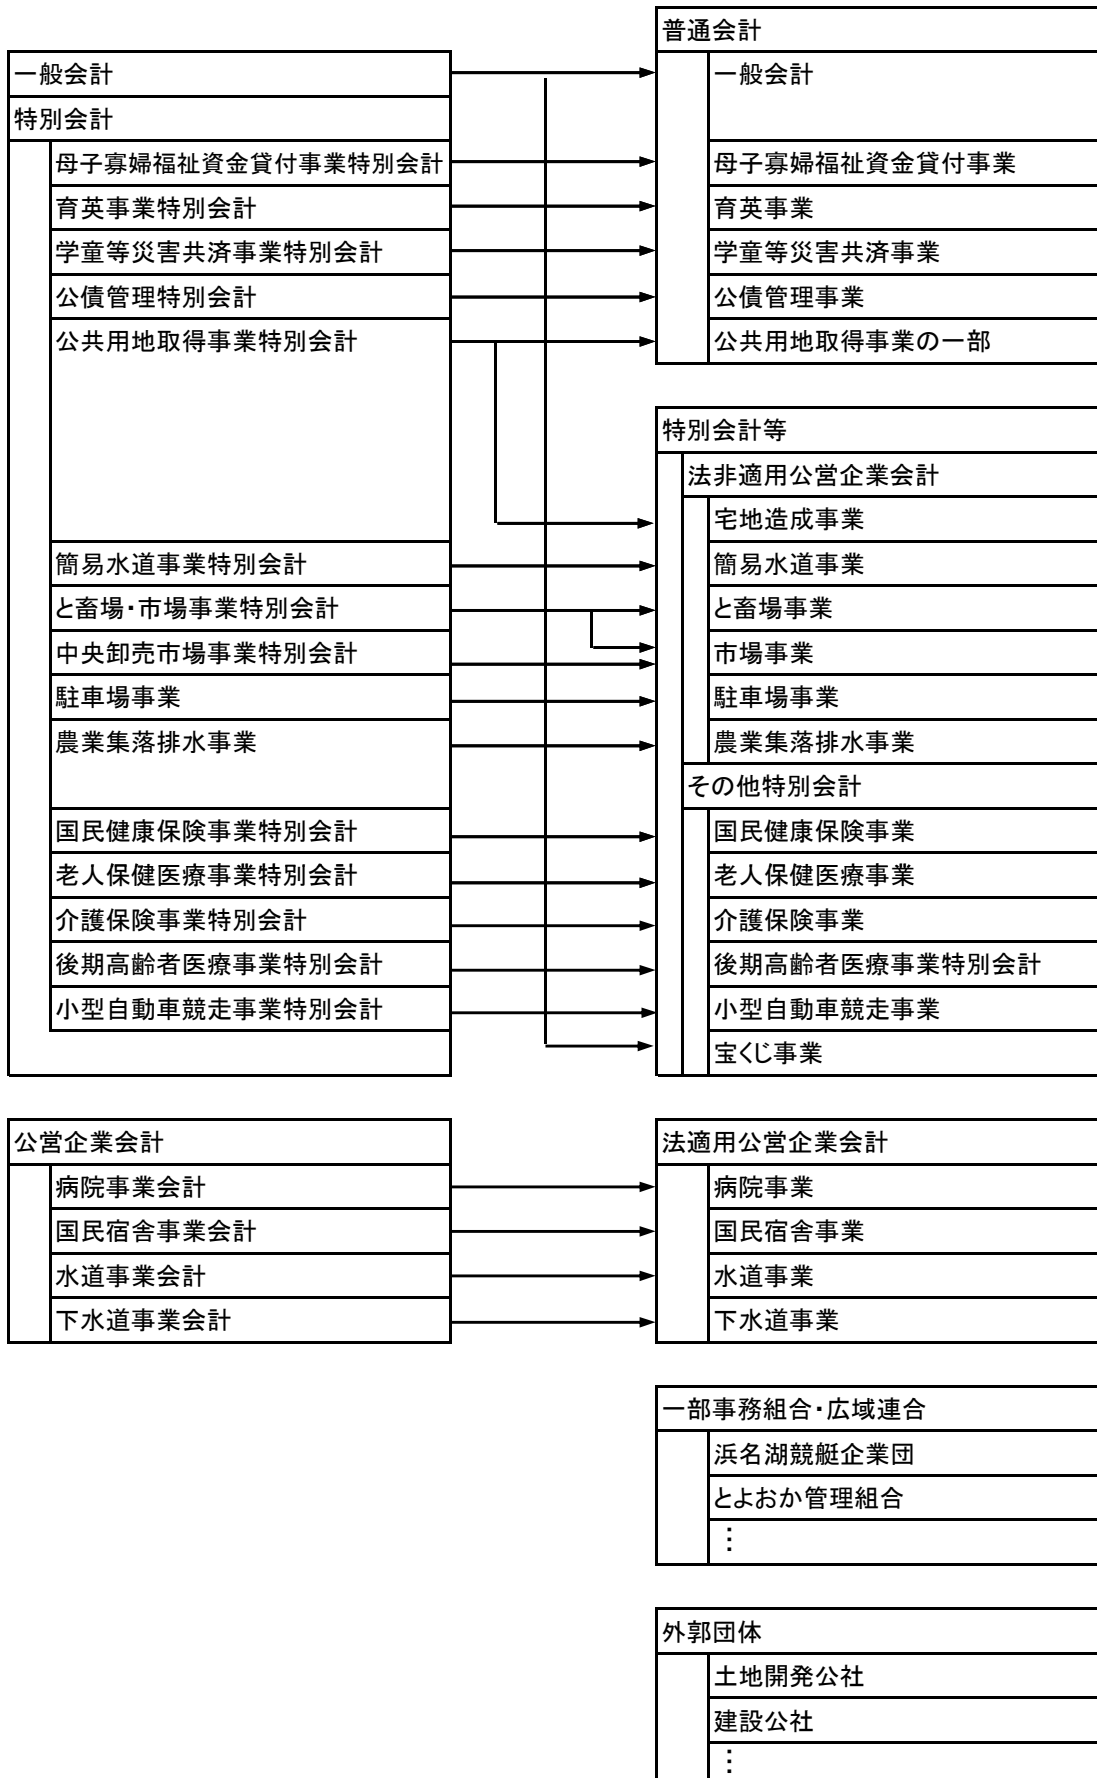 一般会計
特別会計
母子寡婦福祉資金貸付事業特別会計
育英事業特別会計
学童等災害共済事業特別会計
公債管理特別会計
公共用地取得事業特別会計
簡易水道事業特別会計
と畜場・市場事業特別会計
中央卸売市場事業特別会計
駐車場事業
農業集落排水事業
国民健康保険事業特別会計
老人保健医療事業特別会計
介護保険事業特別会計
後期高齢者医療事業特別会計
小型自動車競走事業特別会計
公営企業会計
病院事業会計
国民宿舎事業会計
水道事業会計
下水道事業会計
普通会計
一般会計
母子寡婦福祉資金貸付事業
育英事業
学童等災害共済事業
公債管理事業
公共用地取得事業の一部
特別会計等
法非適用公営企業会計
宅地造成事業
簡易水道事業
と畜場事業
市場事業
駐車場事業
農業集落排水事業
その他特別会計
国民健康保険事業
老人保健医療事業
介護保険事業
後期高齢者医療事業特別会計
小型自動車競走事業
宝くじ事業
法適用公営企業会計
病院事業
国民宿舎事業
水道事業
下水道事業
一部事務組合・広域連合
浜名湖競艇企業団
とよおか管理組合
⋮
外郭団体
土地開発公社
建設公社
⋮